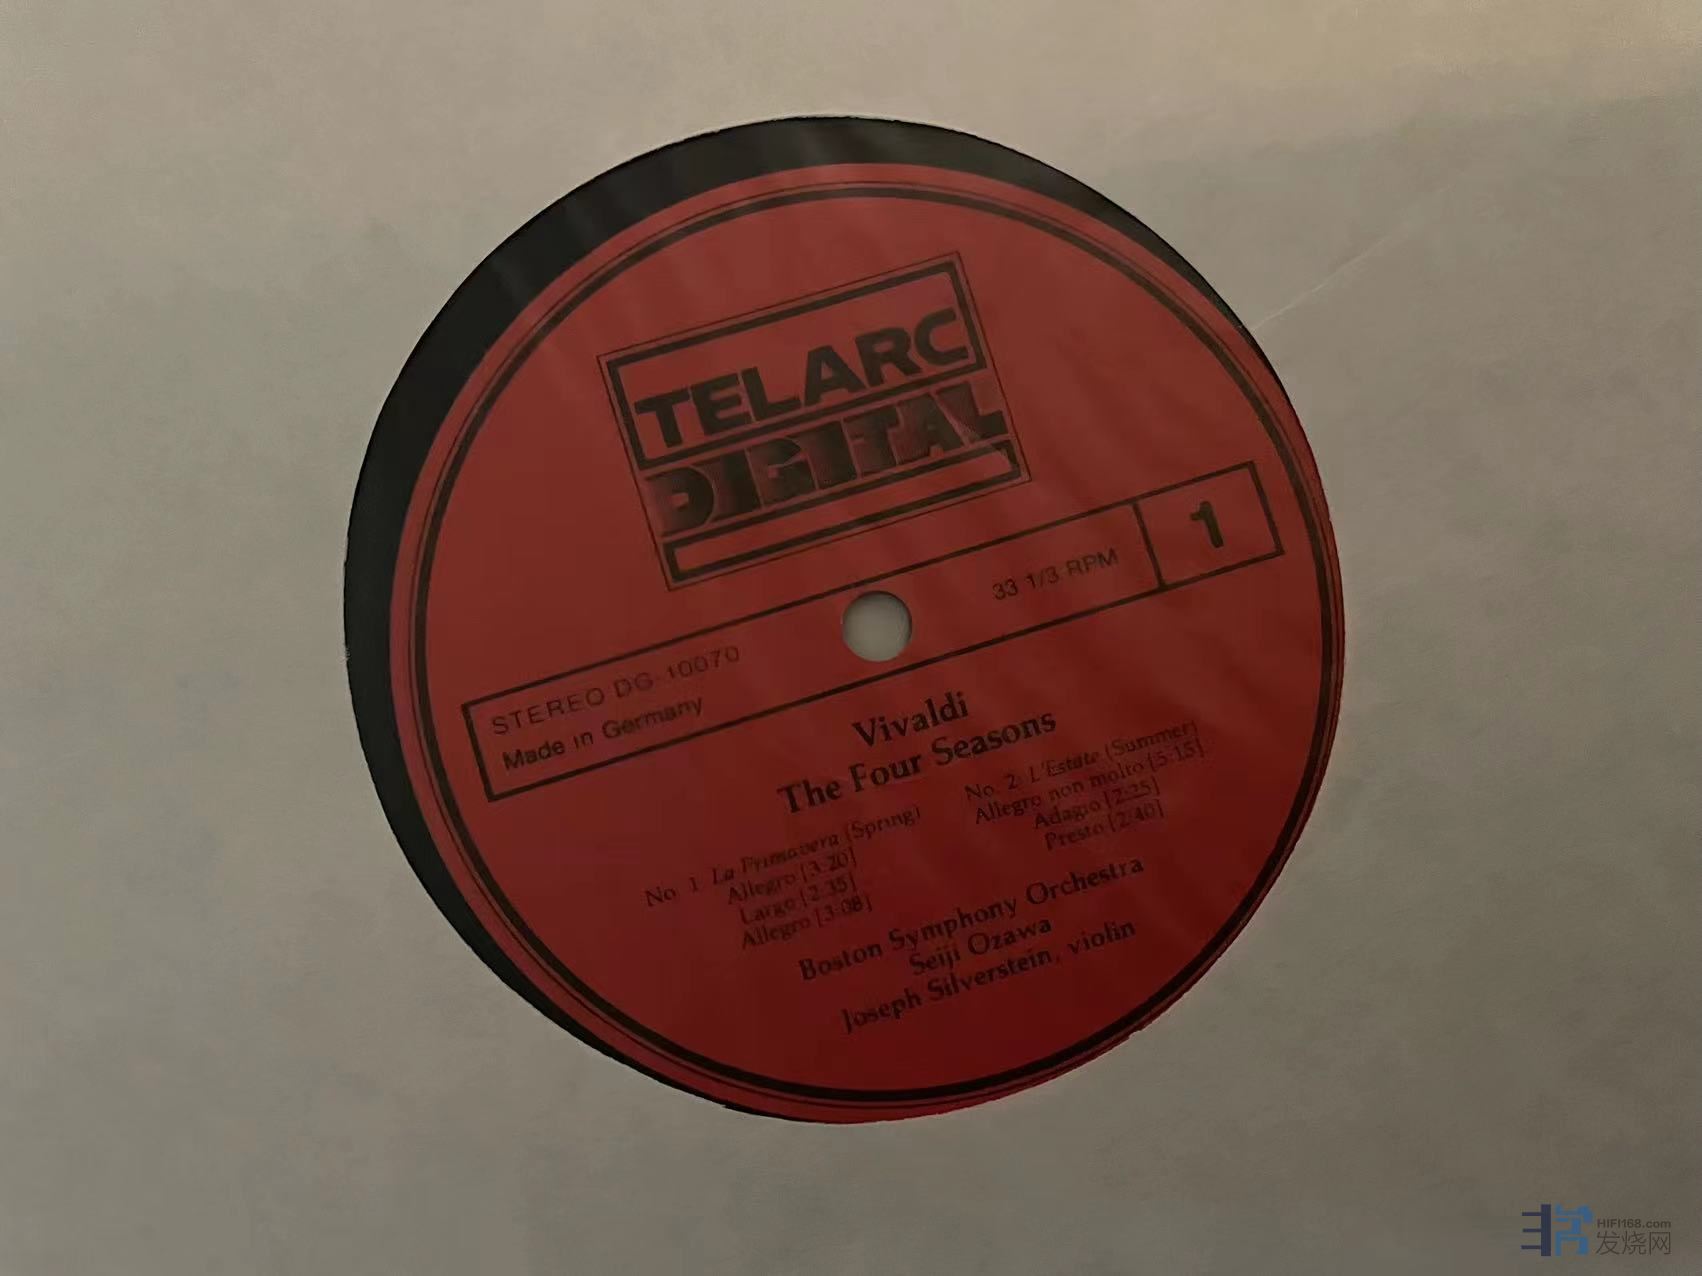 TELARC
DIGITAL
1
33 1/3 RPM
STEREO DG-10070
Made in Germany
Vivaldi
The Four Seasons
No. 1 La Primavera (Spring)
Allegro [3:20]
Largo [2:35]
Allegro [3:08]
No. 2 L'Estate (Summer)
Allegro non molto [5:15]
Adagio [2:25]
Presto [2:40]
Boston Symphony Orchestra
Seiji Ozawa
Joseph Silverstein, violin
HIFI168.com
发烧网